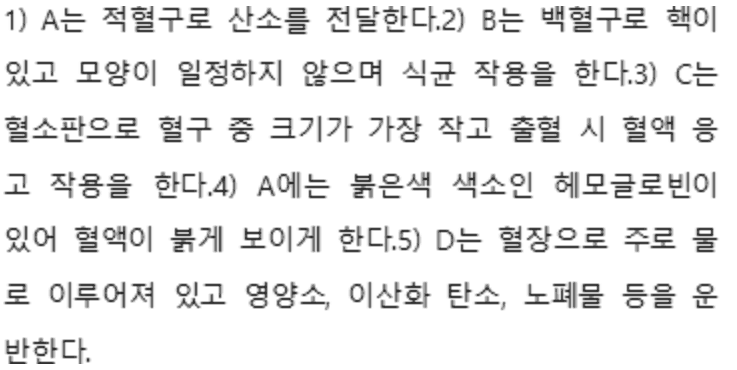 1) A는 적혈구로 산소를 전달한다.2) B는 백혈구로 핵이
있고 모양이 일정하지 않으며 식균 작용을 한다.3) C는
혈소판으로 혈구 중 크기가 가장 작고 출혈 시 혈액 응
고 작용을 한다.4) A에는 붉은색 색소인 헤모글로빈이
있어 혈액이 붉게 보이게 한다.5) D는 혈장으로 주로 물
로 이루어져 있고 영양소, 이산화 탄소, 노폐물 등을 운
반한다.